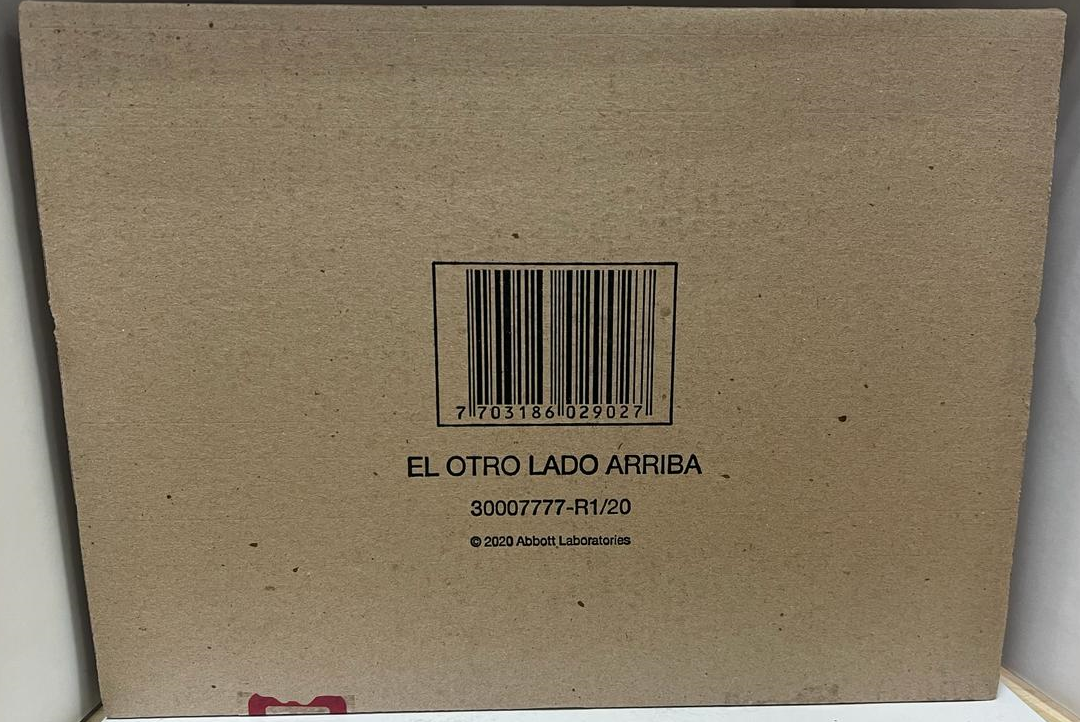 7 703186 029027
EL OTRO LADO ARRIBA
30007777-R1/20
© 2020 Abbott Laboratories